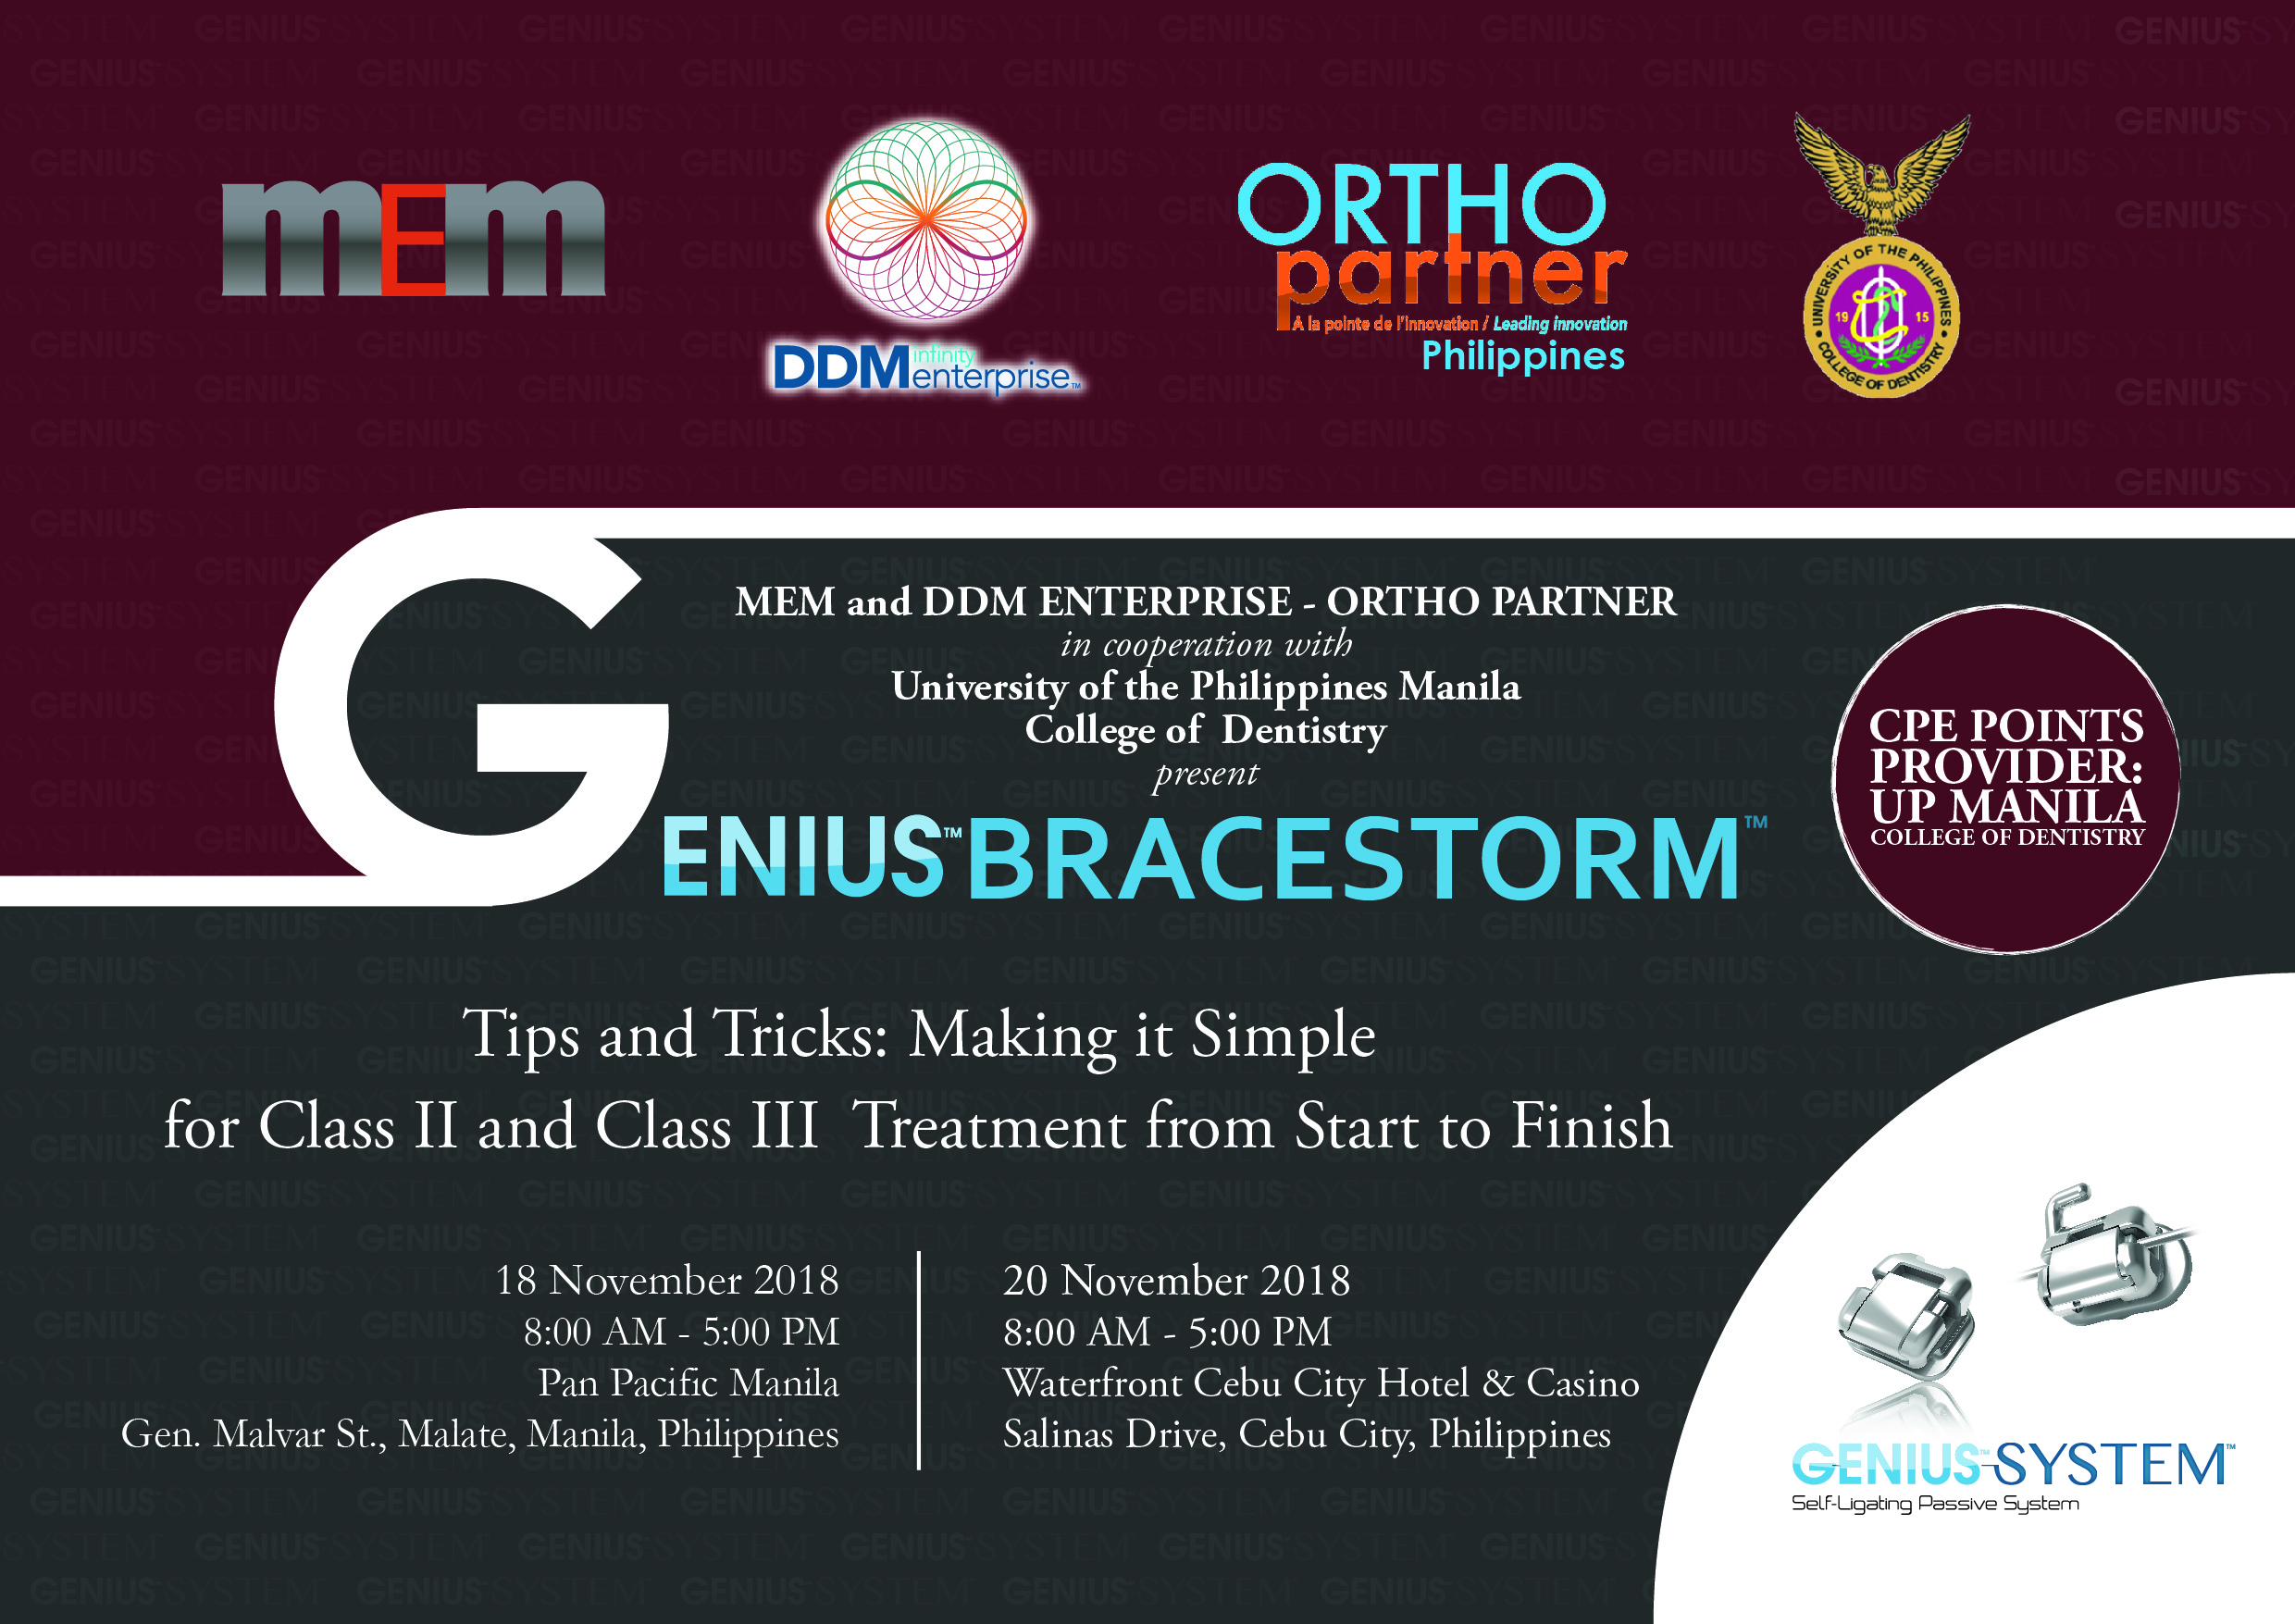 mEm
DDM infinity enterprise™
ORTHO
partner
A la pointe de l'innovation / Leading innovation
Philippines
UNIVERSITY OF THE PHILIPPINES
19 15
COLLEGE OF DENTISTRY
MEM and DDM ENTERPRISE - ORTHO PARTNER
in cooperation with
University of the Philippines Manila
College of Dentistry
present
GENIUS™ BRACESTORM™
CPE POINTS
PROVIDER:
UP MANILA
COLLEGE OF DENTISTRY
Tips and Tricks: Making it Simple
for Class II and Class III Treatment from Start to Finish
18 November 2018
8:00 AM - 5:00 PM
Pan Pacific Manila
Gen. Malvar St., Malate, Manila, Philippines
20 November 2018
8:00 AM - 5:00 PM
Waterfront Cebu City Hotel & Casino
Salinas Drive, Cebu City, Philippines
GENIUS™ SYSTEM™
Self-Ligating Passive System